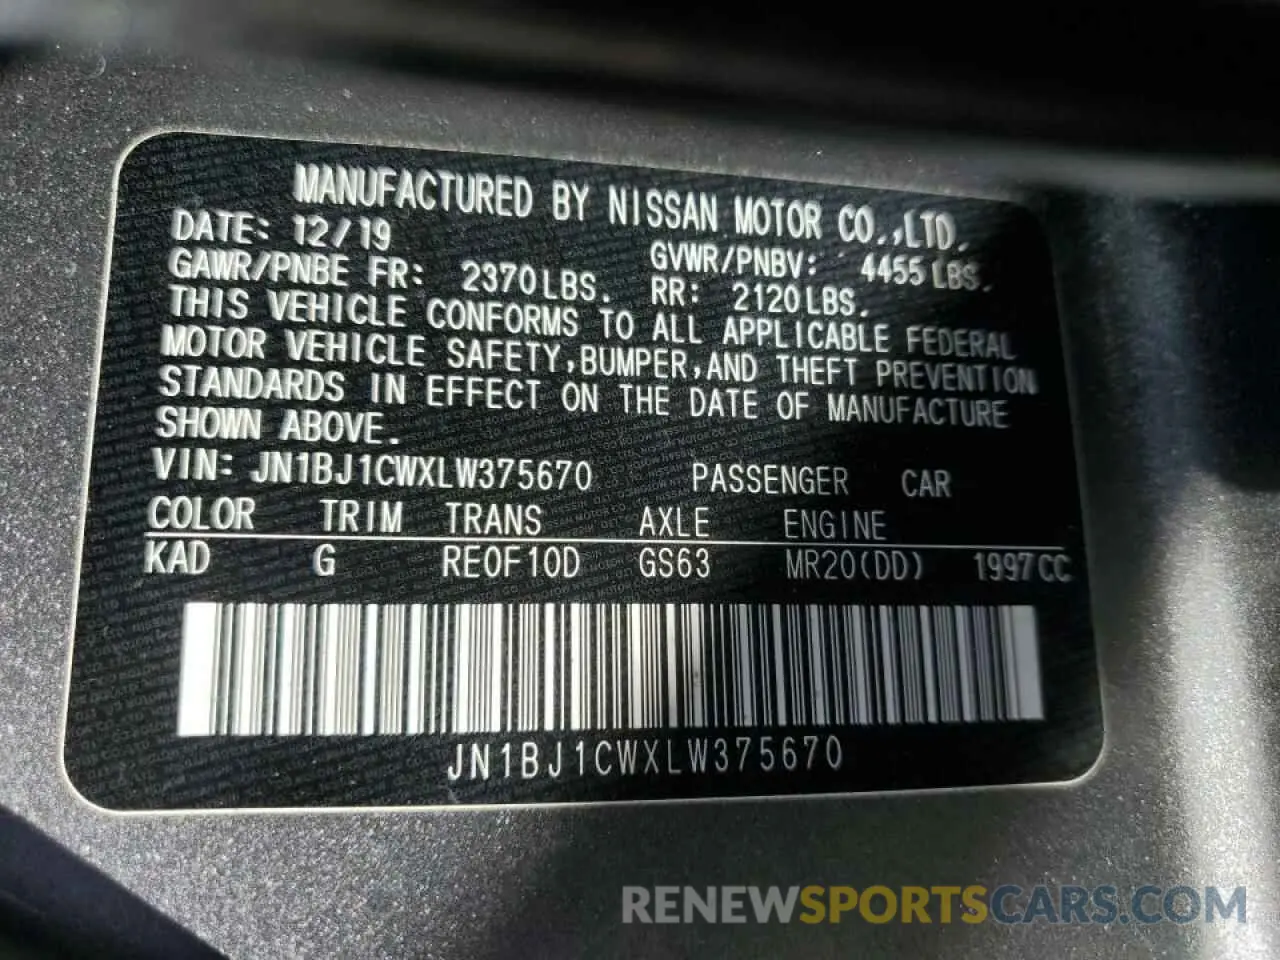 MANUFACTURED BY NISSAN MOTOR CO.,LTD.
DATE: 12/19 GVWR/PNBV: 4455 LBS.
GAWR/PNBE FR: 2370LBS. RR: 2120LBS.
THIS VEHICLE CONFORMS TO ALL APPLICABLE FEDERAL
MOTOR VEHICLE SAFETY,BUMPER,AND THEFT PREVENTION
STANDARDS IN EFFECT ON THE DATE OF MANUFACTURE
SHOWN ABOVE.
VIN: JN1BJ1CWXLW375670 PASSENGER CAR
COLOR TRIM TRANS AXLE ENGINE
KAD G RE0F10D GS63 MR20(DD) 1997CC
JN1BJ1CWXLW375670
RENEWSPORTSCARS.COM